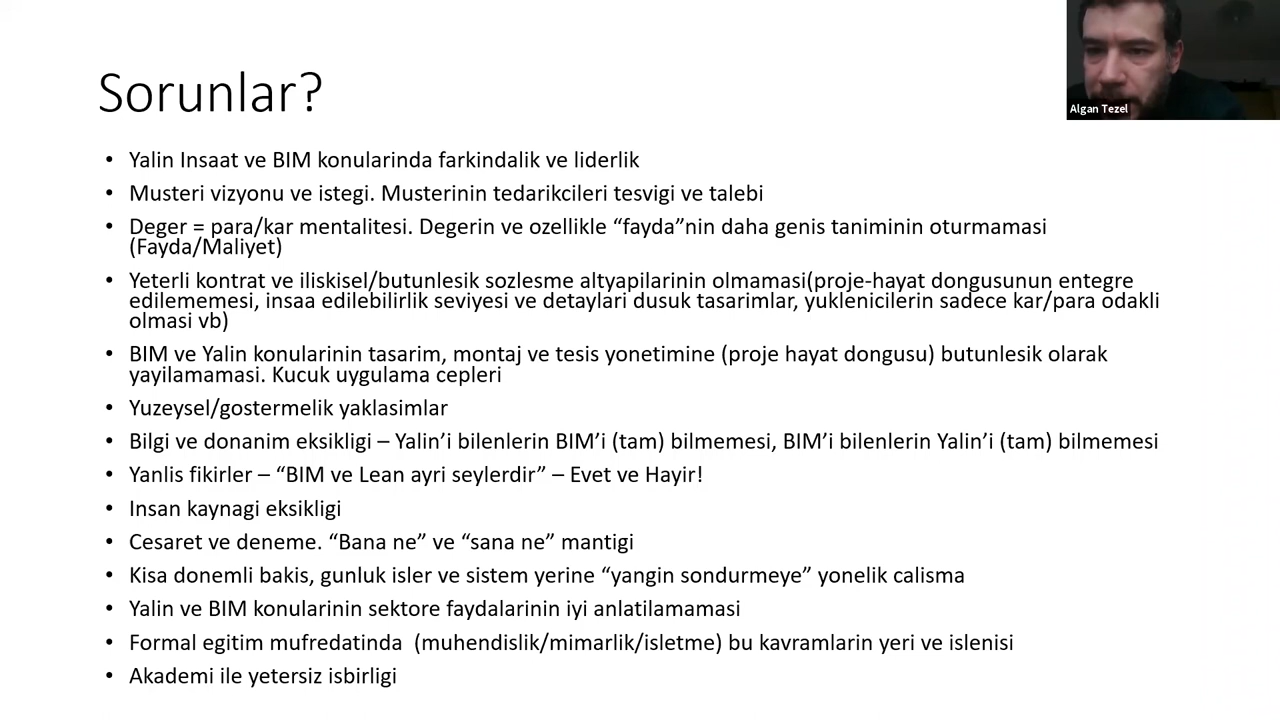 Sorunlar?
Algan Tezel
• Yalin Insaat ve BIM konularinda farkindalik ve liderlik
• Musteri vizyonu ve istegi. Musterinin tedarikcileri tesvigi ve talebi
• Deger = para/kar mentalitesi. Degerin ve ozellikle “fayda”nin daha genis taniminin oturmamasi
(Fayda/Maliyet)
• Yeterli kontrat ve iliskisel/butunlesik sozlesme altyapilarinin olmamasi(proje-hayat dongusunun entegre
edilememesi, insaa edilebilirlik seviyesi ve detaylari dusuk tasarimlar, yuklenicilerin sadece kar/para odakli
olmasi vb)
• BIM ve Yalin konularinin tasarim, montaj ve tesis yonetimine (proje hayat dongusu) butunlesik olarak
yayilamamasi. Kucuk uygulama cepleri
• Yuzeysel/gostermelik yaklasimlar
• Bilgi ve donanim eksikligi – Yalin’i bilenlerin BIM’i (tam) bilmemesi, BIM’i bilenlerin Yalin’i (tam) bilmemesi
• Yanlis fikirler – “BIM ve Lean ayri seylerdir” – Evet ve Hayir!
• Insan kaynagi eksikligi
• Cesaret ve deneme. “Bana ne” ve “sana ne” mantigi
• Kisa donemli bakis, gunluk isler ve sistem yerine “yangin sondurmeye” yonelik calisma
• Yalin ve BIM konularinin sektore faydalarinin iyi anlatilamamasi
• Formal egitim mufredatinda  (muhendislik/mimarlik/isletme) bu kavramlarin yeri ve islenisi
• Akademi ile yetersiz isbirligi